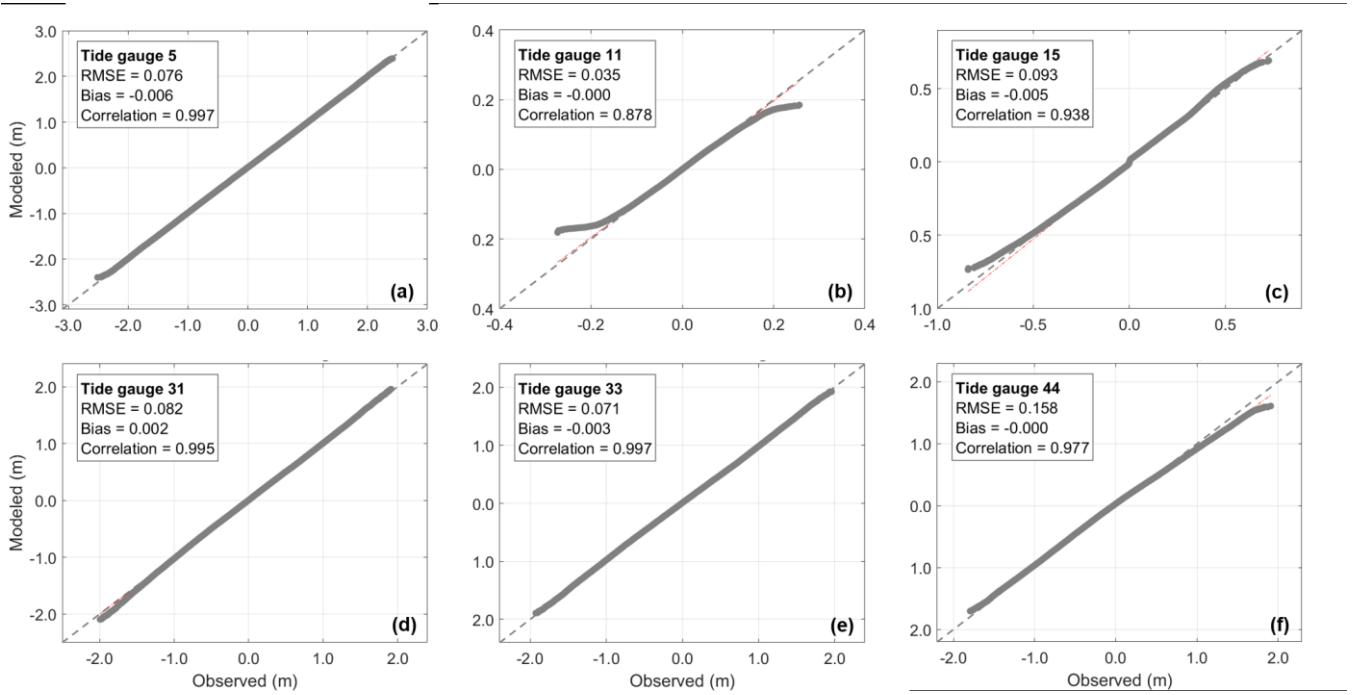 Tide gauge 5
RMSE = 0.076
Bias = -0.006
Correlation = 0.997
3.0
2.0
1.0
0.0
-1.0
-2.0
-3.0
Modeled (m)
-3.0 -2.0 -1.0 0.0 1.0 2.0 3.0
(a)
Tide gauge 11
RMSE = 0.035
Bias = -0.000
Correlation = 0.878
0.4
0.2
0.0
0.2
0.4
-0.4 -0.2 0.0 0.2 0.4
(b)
Tide gauge 15
RMSE = 0.093
Bias = -0.005
Correlation = 0.938
0.5
0.0
0.5
1.0
-1.0 -0.5 0.0 0.5
(c)
Tide gauge 31
RMSE = 0.082
Bias = 0.002
Correlation = 0.995
2.0
1.0
0.0
-1.0
-2.0
Modeled (m)
-2.0 -1.0 0.0 1.0 2.0
Observed (m)
(d)
Tide gauge 33
RMSE = 0.071
Bias = -0.003
Correlation = 0.997
2.0
1.0
0.0
1.0
2.0
-2.0 -1.0 0.0 1.0 2.0
Observed (m)
(e)
Tide gauge 44
RMSE = 0.158
Bias = -0.000
Correlation = 0.977
2.0
1.0
0.0
1.0
2.0
-2.0 -1.0 0.0 1.0 2.0
Observed (m)
(f)